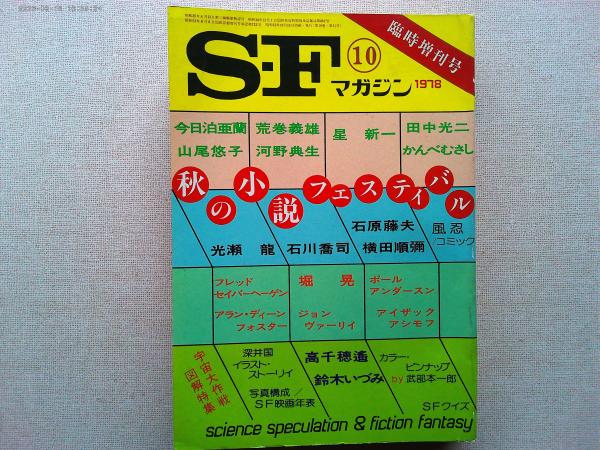 臨時増刊号
S-Fマガジン
10
1978
今日泊亜蘭
山尾悠子
荒巻義雄
河野典生
星 新一
田中光二
かんべむさし
秋の小説フェスティバル
光瀬 龍
石川喬司
石原藤夫
横田順彌
風忍
コミック
フレッド
セイバーヘーゲン
アラン・ディーン
フォスター
堀 晃
ジョン
ヴァーリイ
ポール
アンダースン
アイザック
アシモフ
宇宙大作戦
図解特集
深井国
イラスト・
ストーリイ
写真構成/
SF映画年表
高千穂遙
鈴木いづみ
カラー・
ピンナップ
by 武部本一郎
SFクイズ
science speculation & fiction fantasy